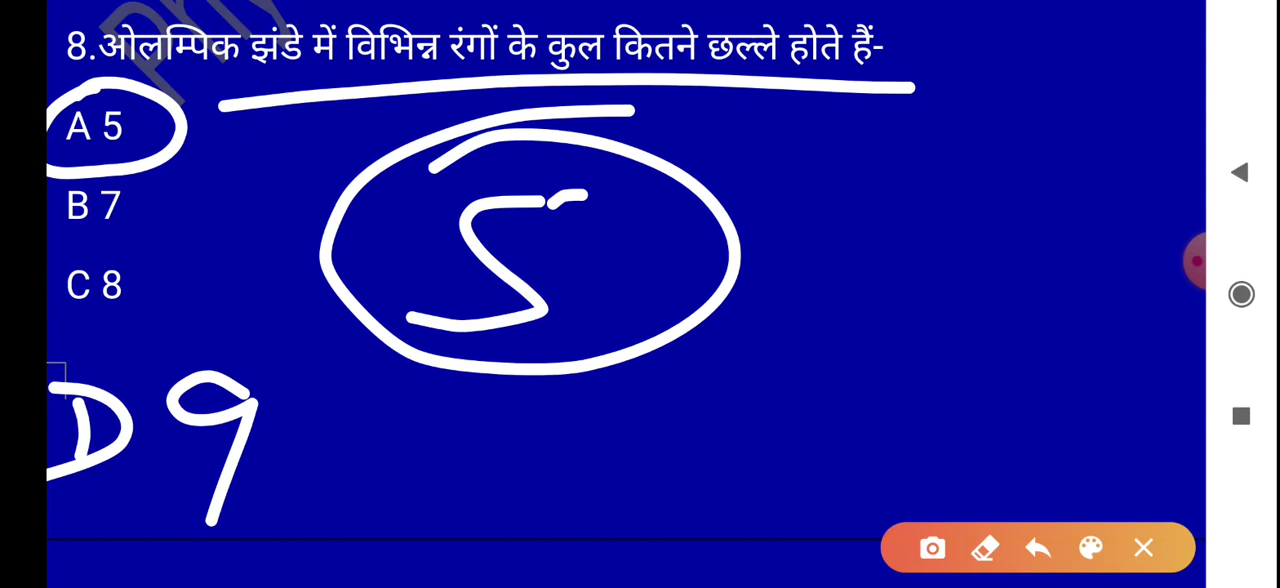 8.ओलम्पिक झंडे में विभिन्न रंगों के कुल कितने छल्ले होते हैं-
A 5
5
B 7
C 8
D 9